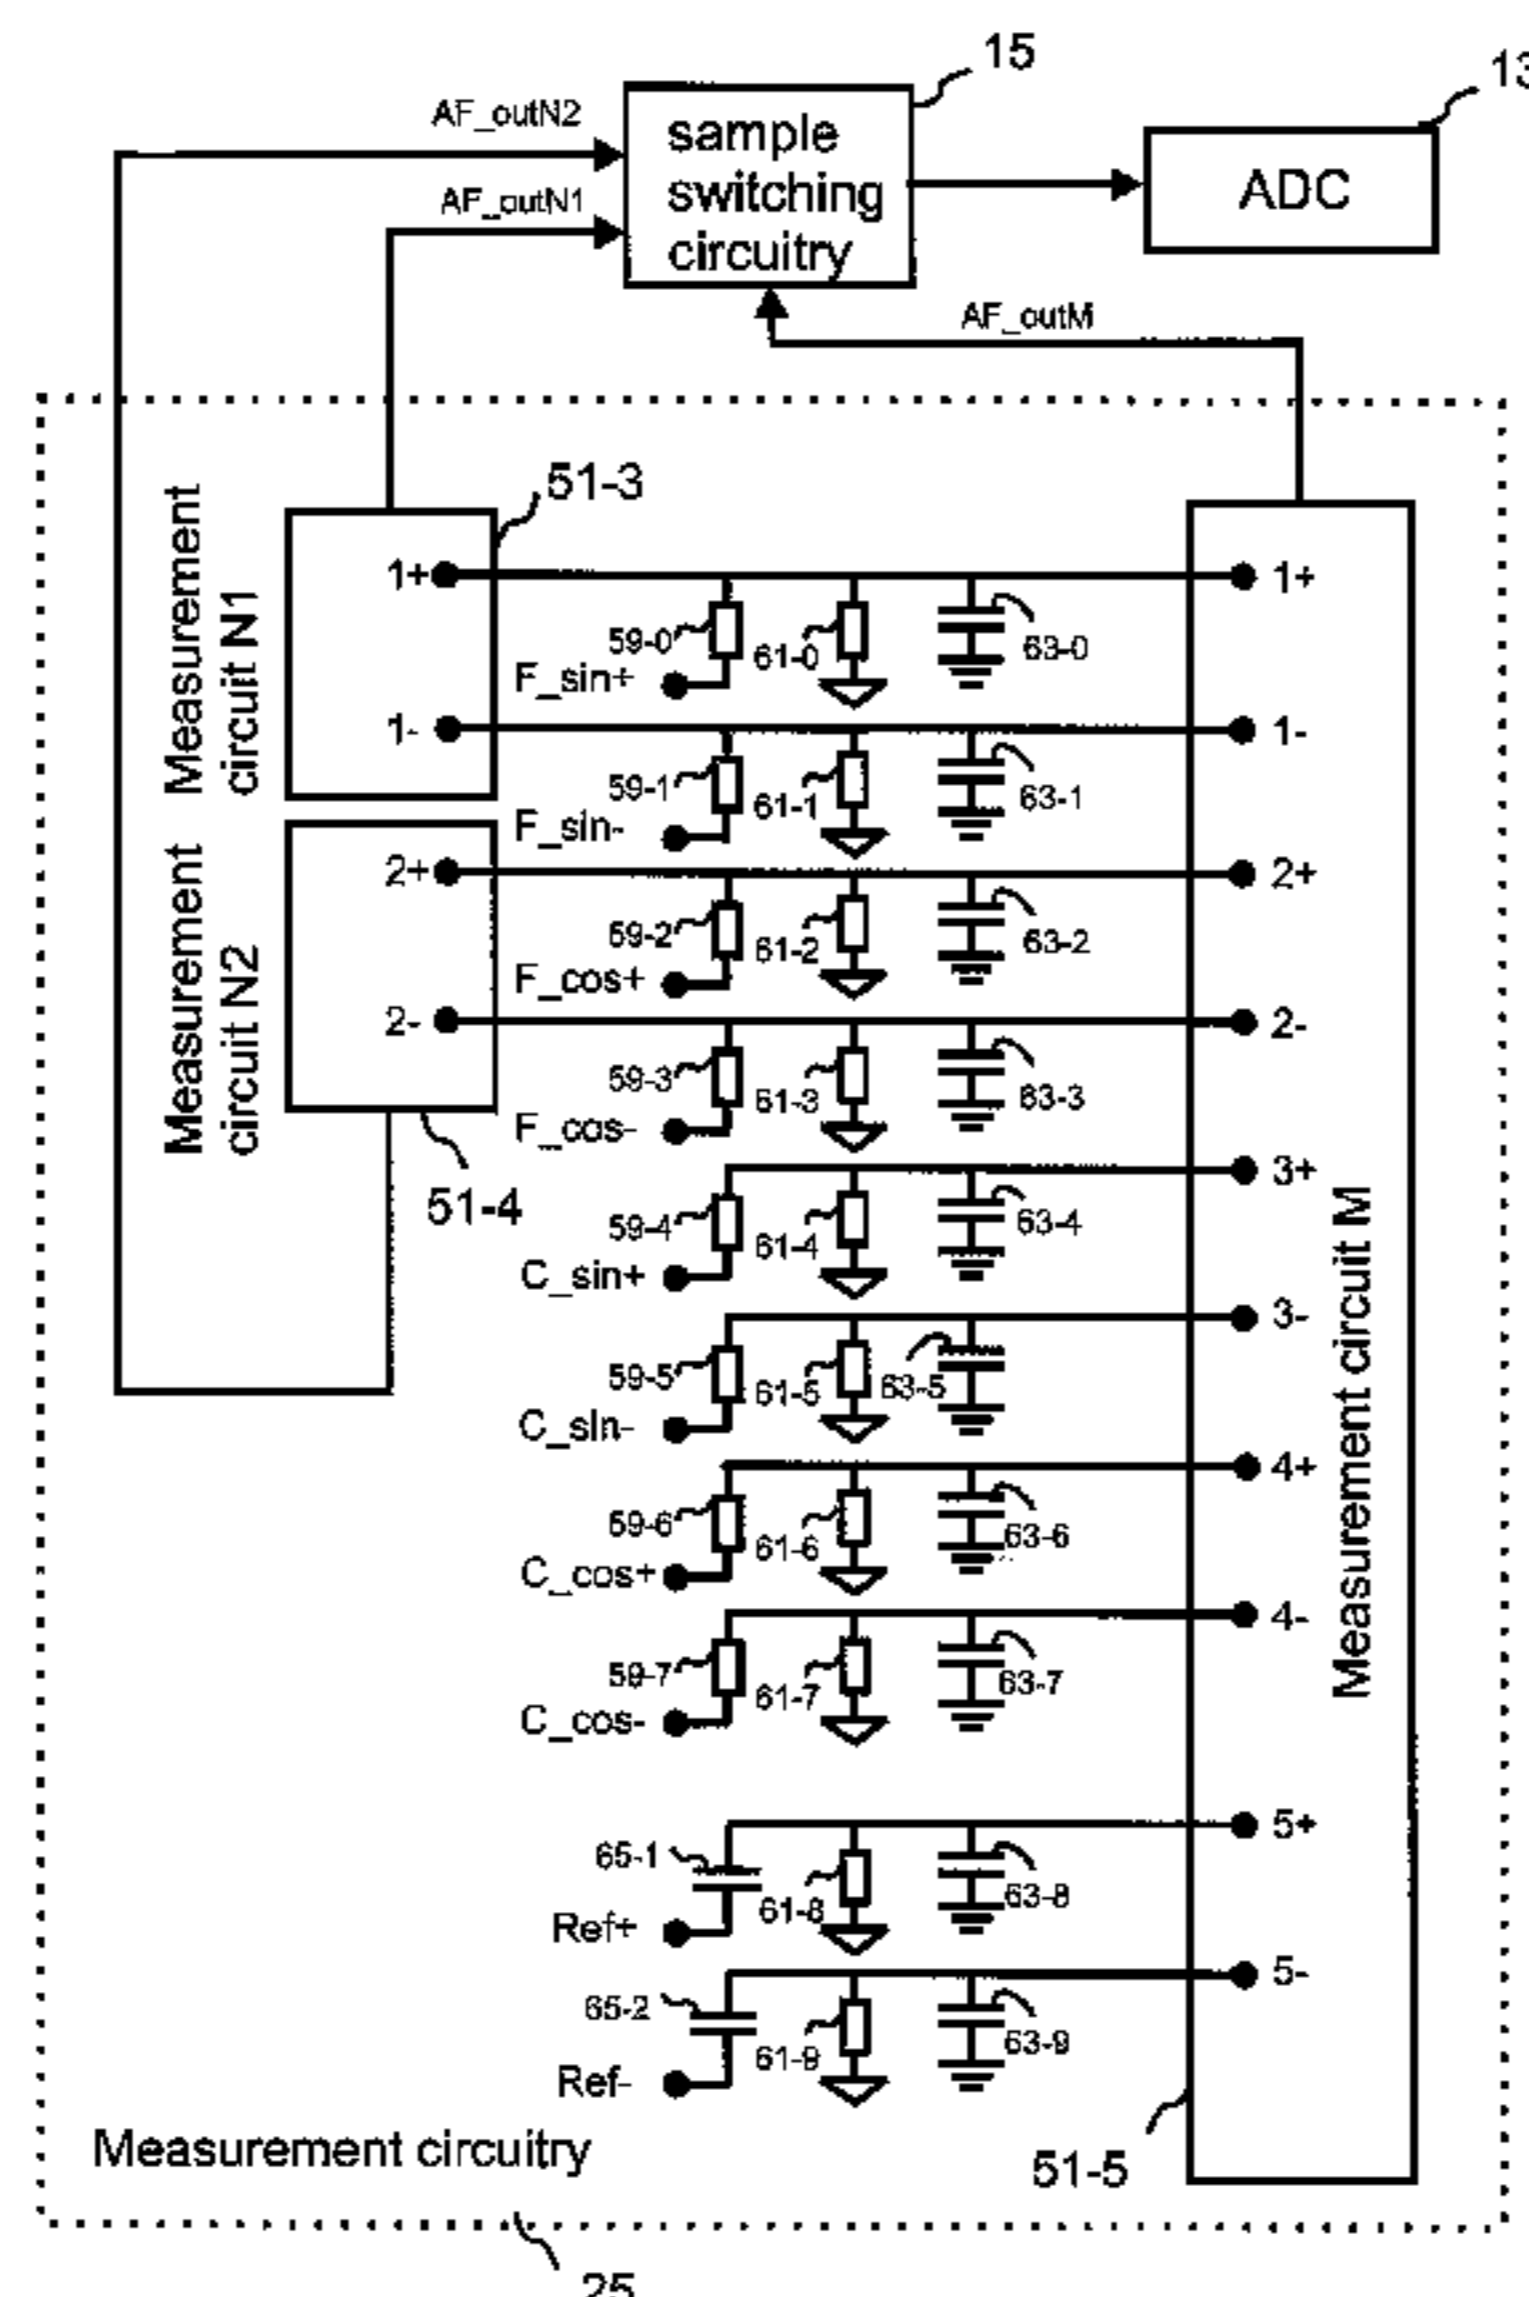 15
13
AF_outN2
sample
switching
circuitry
ADC
AF_outN1
AF_outM
51-3
Measurement
circuit N1
1+
1+
59-0
61-0
63-0
F_sin+
1-
1-
59-1
61-1
63-1
F_sin-
Measurement
circuit N2
2+
2+
59-2
61-2
63-2
F_cos+
2-
2-
59-3
61-3
63-3
F_cos-
51-4
3+
59-4
61-4
63-4
C_sin+
Measurement circuit M
3-
59-5
61-5
63-5
C_sin-
4+
59-6
61-6
63-6
C_cos+
4-
59-7
61-7
63-7
C_cos-
5+
65-1
61-8
63-8
Ref+
5-
65-2
61-9
63-9
Ref-
Measurement circuitry
51-5
25